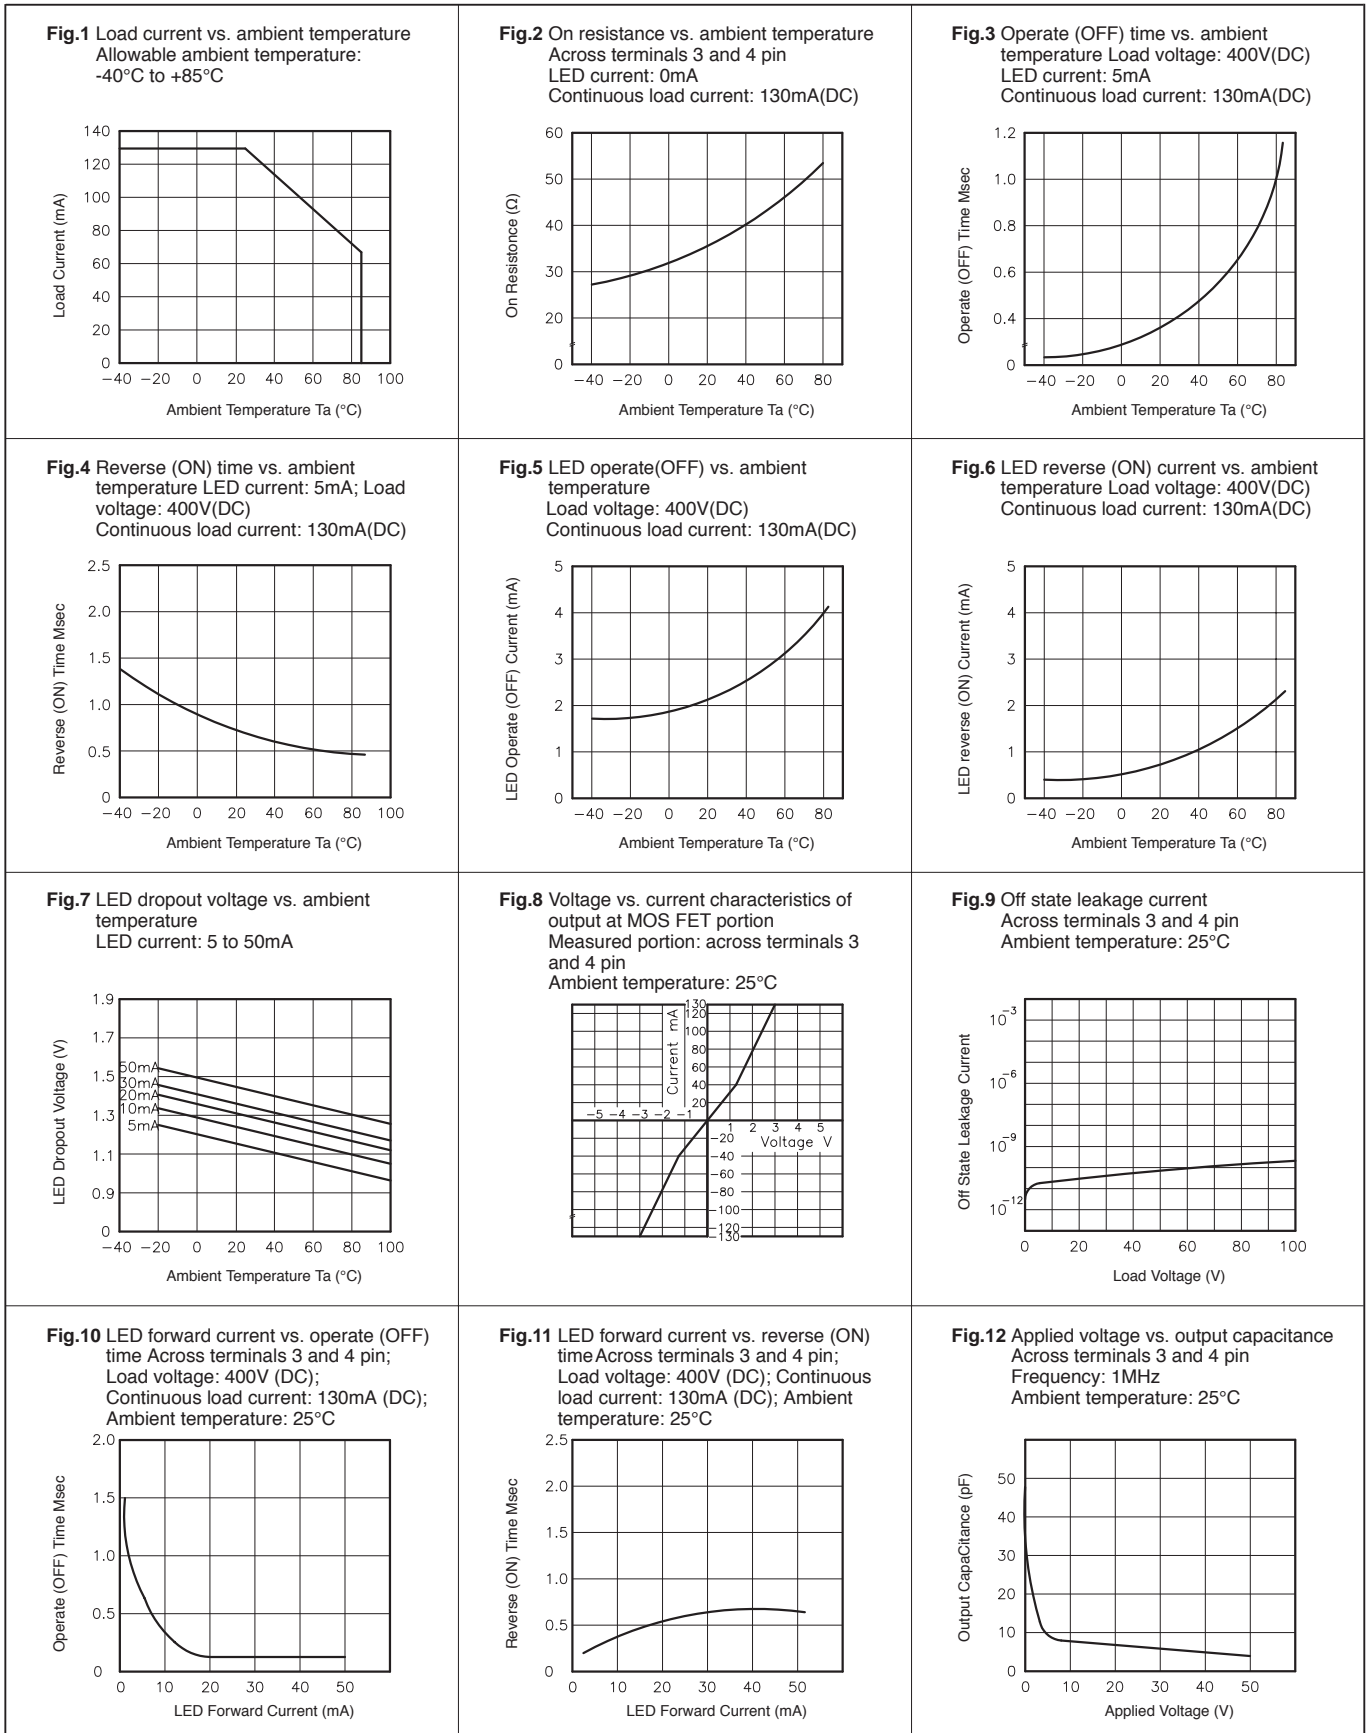 Fig.1 Load current vs. ambient temperature
Allowable ambient temperature:
-40°C to +85°C
140
120
100
80
60
40
20
0
Load Current (mA)
−40 −20 0 20 40 60 80 100
Ambient Temperature Ta (°C)
Fig.2 On resistance vs. ambient temperature
Across terminals 3 and 4 pin
LED current: 0mA
Continuous load current: 130mA(DC)
60
50
40
30
20
0
On Resistonce (Ω)
−40 −20 0 20 40 60 80
Ambient Temperature Ta (°C)
Fig.3 Operate (OFF) time vs. ambient
temperature Load voltage: 400V(DC)
LED current: 5mA
Continuous load current: 130mA(DC)
1.2
1.0
0.8
0.6
0.4
0
Operate (OFF) Time Msec
−40 −20 0 20 40 60 80
Ambient Temperature Ta (°C)
Fig.4 Reverse (ON) time vs. ambient
temperature LED current: 5mA; Load
voltage: 400V(DC)
Continuous load current: 130mA(DC)
2.5
2.0
1.5
1.0
0.5
0
Reverse (ON) Time Msec
−40 −20 0 20 40 60 80 100
Ambient Temperature Ta (°C)
Fig.5 LED operate(OFF) vs. ambient
temperature
Load voltage: 400V(DC)
Continuous load current: 130mA(DC)
5
4
3
2
1
0
LED Operate (OFF) Current (mA)
−40 −20 0 20 40 60 80
Ambient Temperature Ta (°C)
Fig.6 LED reverse (ON) current vs. ambient
temperature Load voltage: 400V(DC)
Continuous load current: 130mA(DC)
5
4
3
2
1
0
LED reverse (ON) Current (mA)
−40 −20 0 20 40 60 80
Ambient Temperature Ta (°C)
Fig.7 LED dropout voltage vs. ambient
temperature
LED current: 5 to 50mA
1.9
1.7
1.5
1.3
1.1
0.9
0
LED Dropout Voltage (V)
50mA
30mA
20mA
10mA
5mA
−40 −20 0 20 40 60 80 100
Ambient Temperature Ta (°C)
Fig.8 Voltage vs. current characteristics of
output at MOS FET portion
Measured portion: across terminals 3
and 4 pin
Ambient temperature: 25°C
130
120
100
80
60
40
20
Current mA
−5 −4 −3 −2 −1
1 2 3 4 5
Voltage V
−20
−40
−60
−80
−100
−120
−130
Fig.9 Off state leakage current
Across terminals 3 and 4 pin
Ambient temperature: 25°C
10−3
10−6
10−9
10−12
Off State Leakage Current
0 20 40 60 80 100
Load Voltage (V)
Fig.10 LED forward current vs. operate (OFF)
time Across terminals 3 and 4 pin;
Load voltage: 400V (DC);
Continuous load current: 130mA (DC);
Ambient temperature: 25°C
2.0
1.5
1.0
0.5
0
Operate (OFF) Time Msec
0 10 20 30 40 50
LED Forward Current (mA)
Fig.11 LED forward current vs. reverse (ON)
timeAcross terminals 3 and 4 pin;
Load voltage: 400V (DC); Continuous
load current: 130mA (DC); Ambient
temperature: 25°C
2.5
2.0
1.5
1.0
0.5
0
Reverse (ON) Time Msec
0 10 20 30 40 50
LED Forward Current (mA)
Fig.12 Applied voltage vs. output capacitance
Across terminals 3 and 4 pin
Frequency: 1MHz
Ambient temperature: 25°C
50
40
30
20
10
0
Output CapaCitance (pF)
0 10 20 30 40 50
Applied Voltage (V)